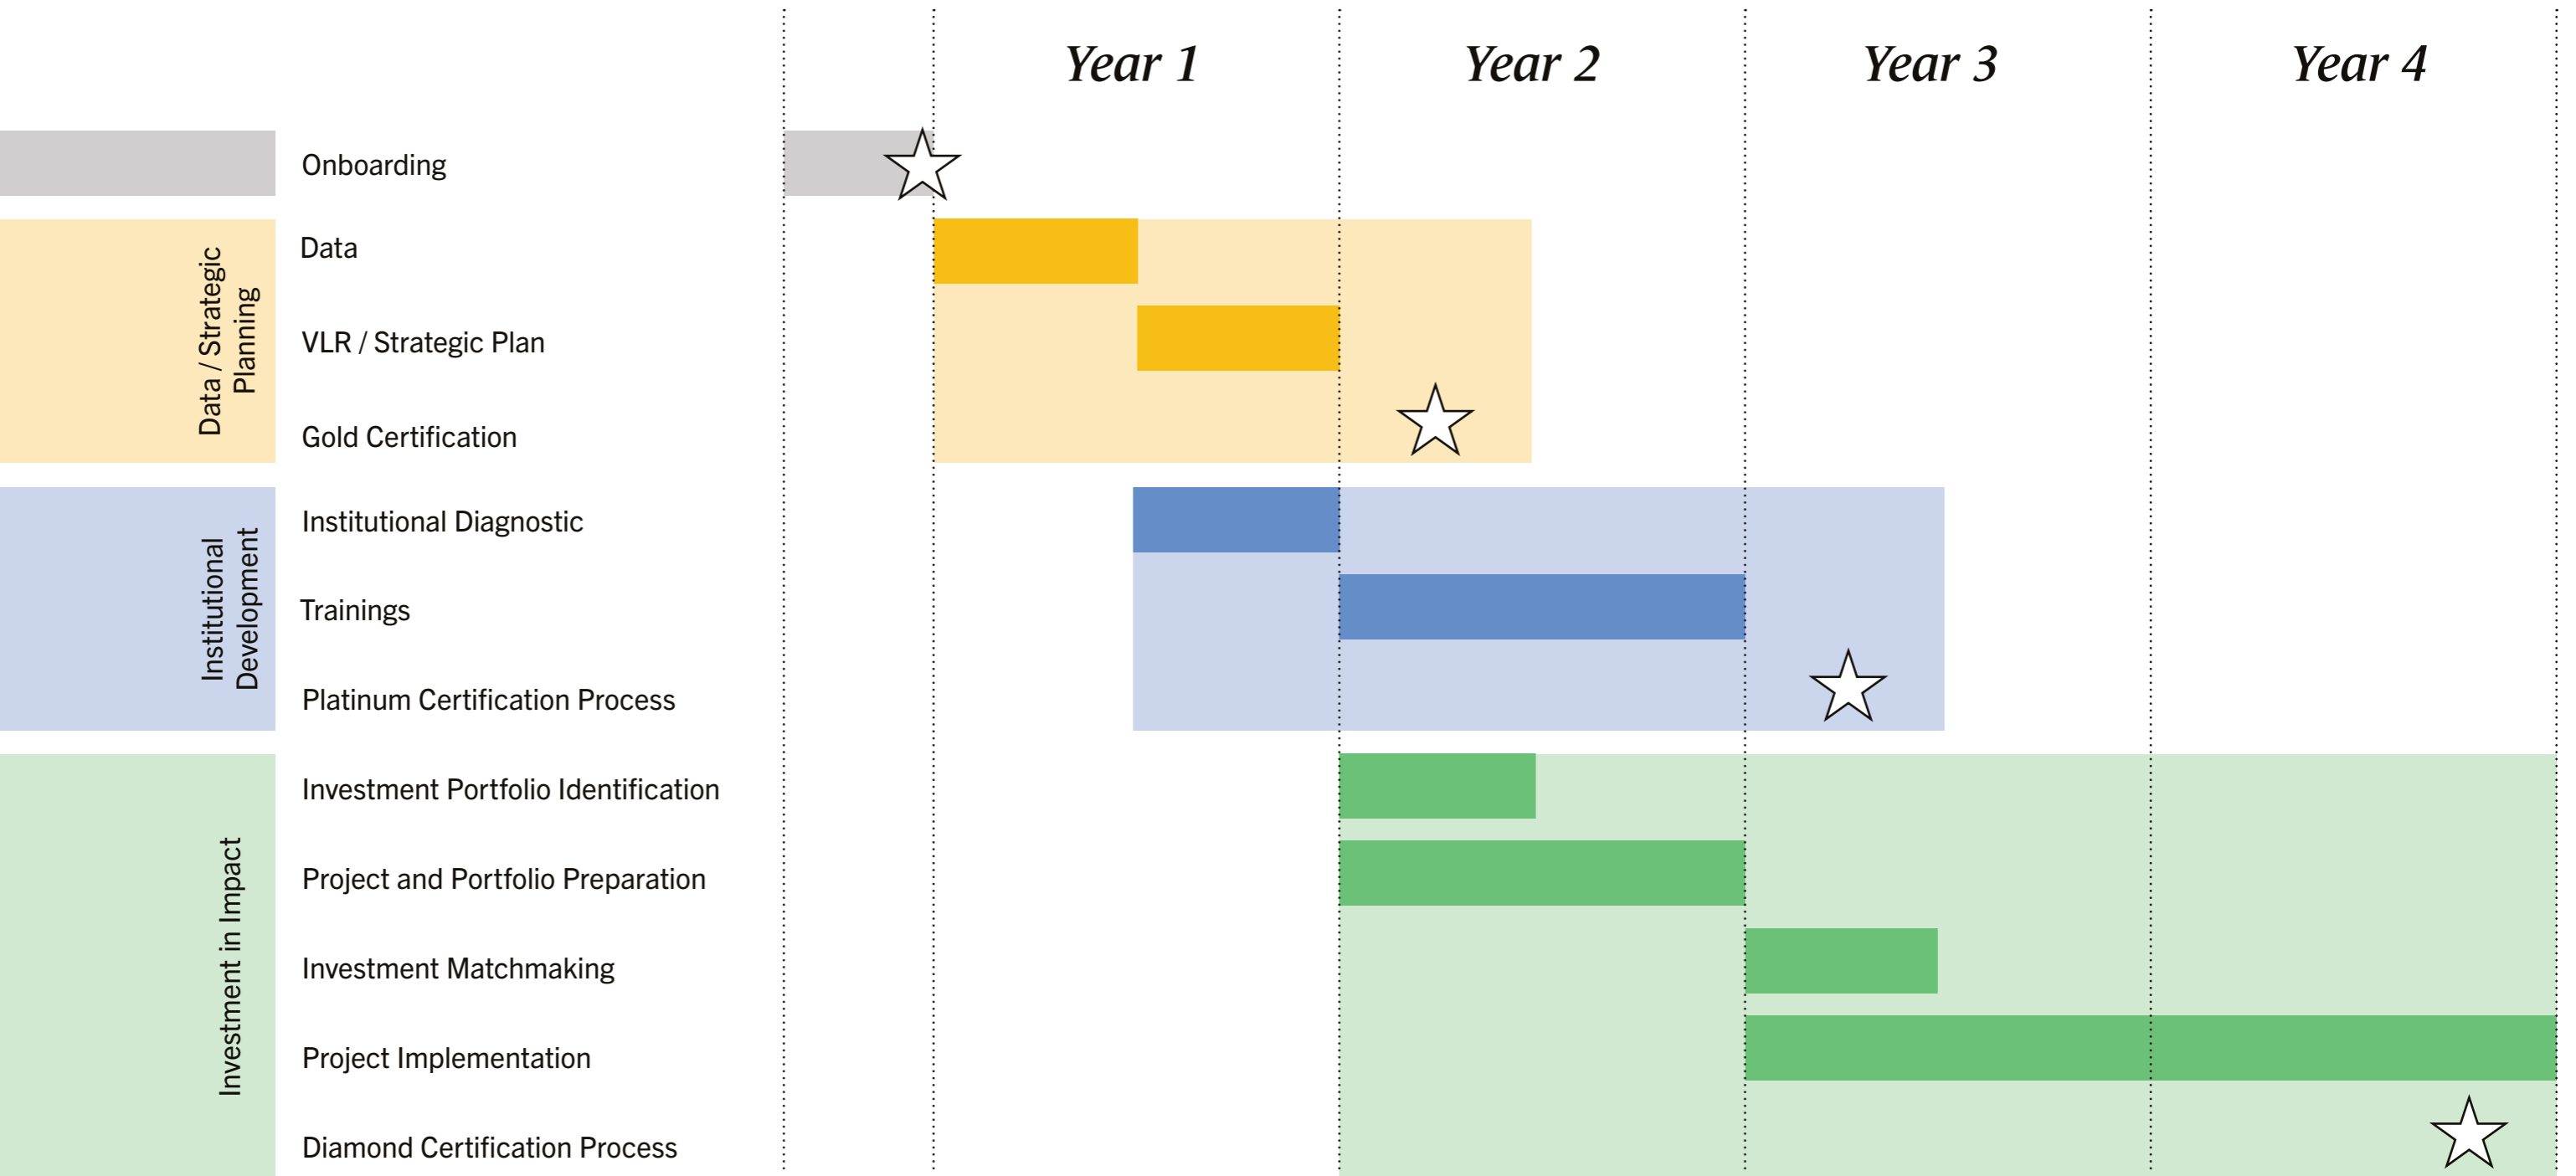 Year 1
Year 2
Year 3
Year 4
Onboarding
Data / Strategic
Planning
Data
VLR / Strategic Plan
Gold Certification
Institutional
Development
Institutional Diagnostic
Trainings
Platinum Certification Process
Investment in Impact
Investment Portfolio Identification
Project and Portfolio Preparation
Investment Matchmaking
Project Implementation
Diamond Certification Process